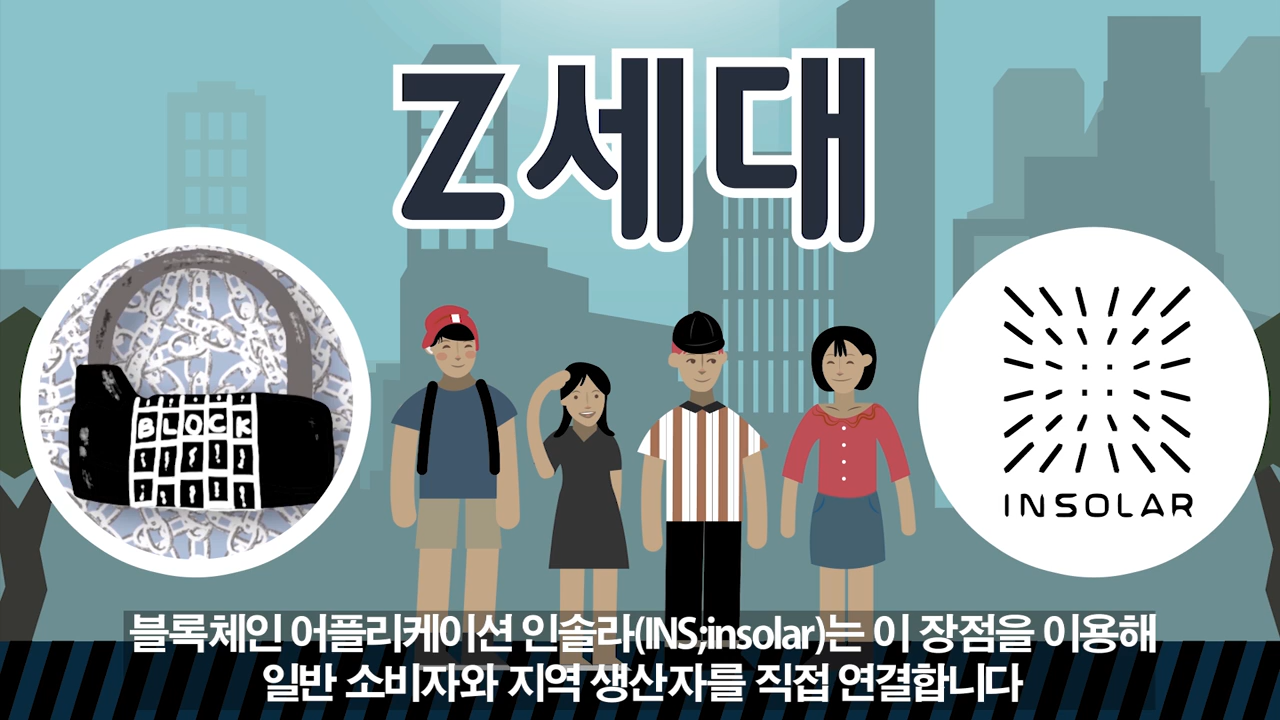 Z세대
BLOCK
INSOLAR
블록체인 어플리케이션 인솔라(INS;insolar)는 이 장점을 이용해
일반 소비자와 지역 생산자를 직접 연결합니다